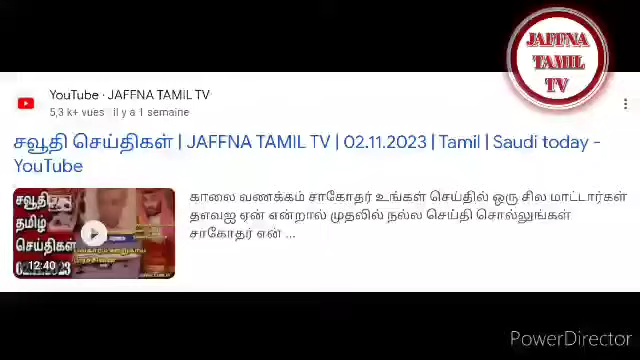 JAFFNA
TAMIL
TV
YouTube · JAFFNA TAMIL TV
5,3 k+ vues · il y a 1 semaine
சவூதி செய்திகள் | JAFFNA TAMIL TV | 02.11.2023 | Tamil | Saudi today -
YouTube
காலை வணக்கம் சாகோதர் உங்கள் செய்தில் ஒரு சில மாட்டார்கள்
தஎவஐ ஏன் என்றால் முதலில் நல்ல செய்தி சொல்லுங்கள்
சாகோதர் என் ...
சவூதி
தமிழ்
செய்திகள்
12:40
PowerDirector